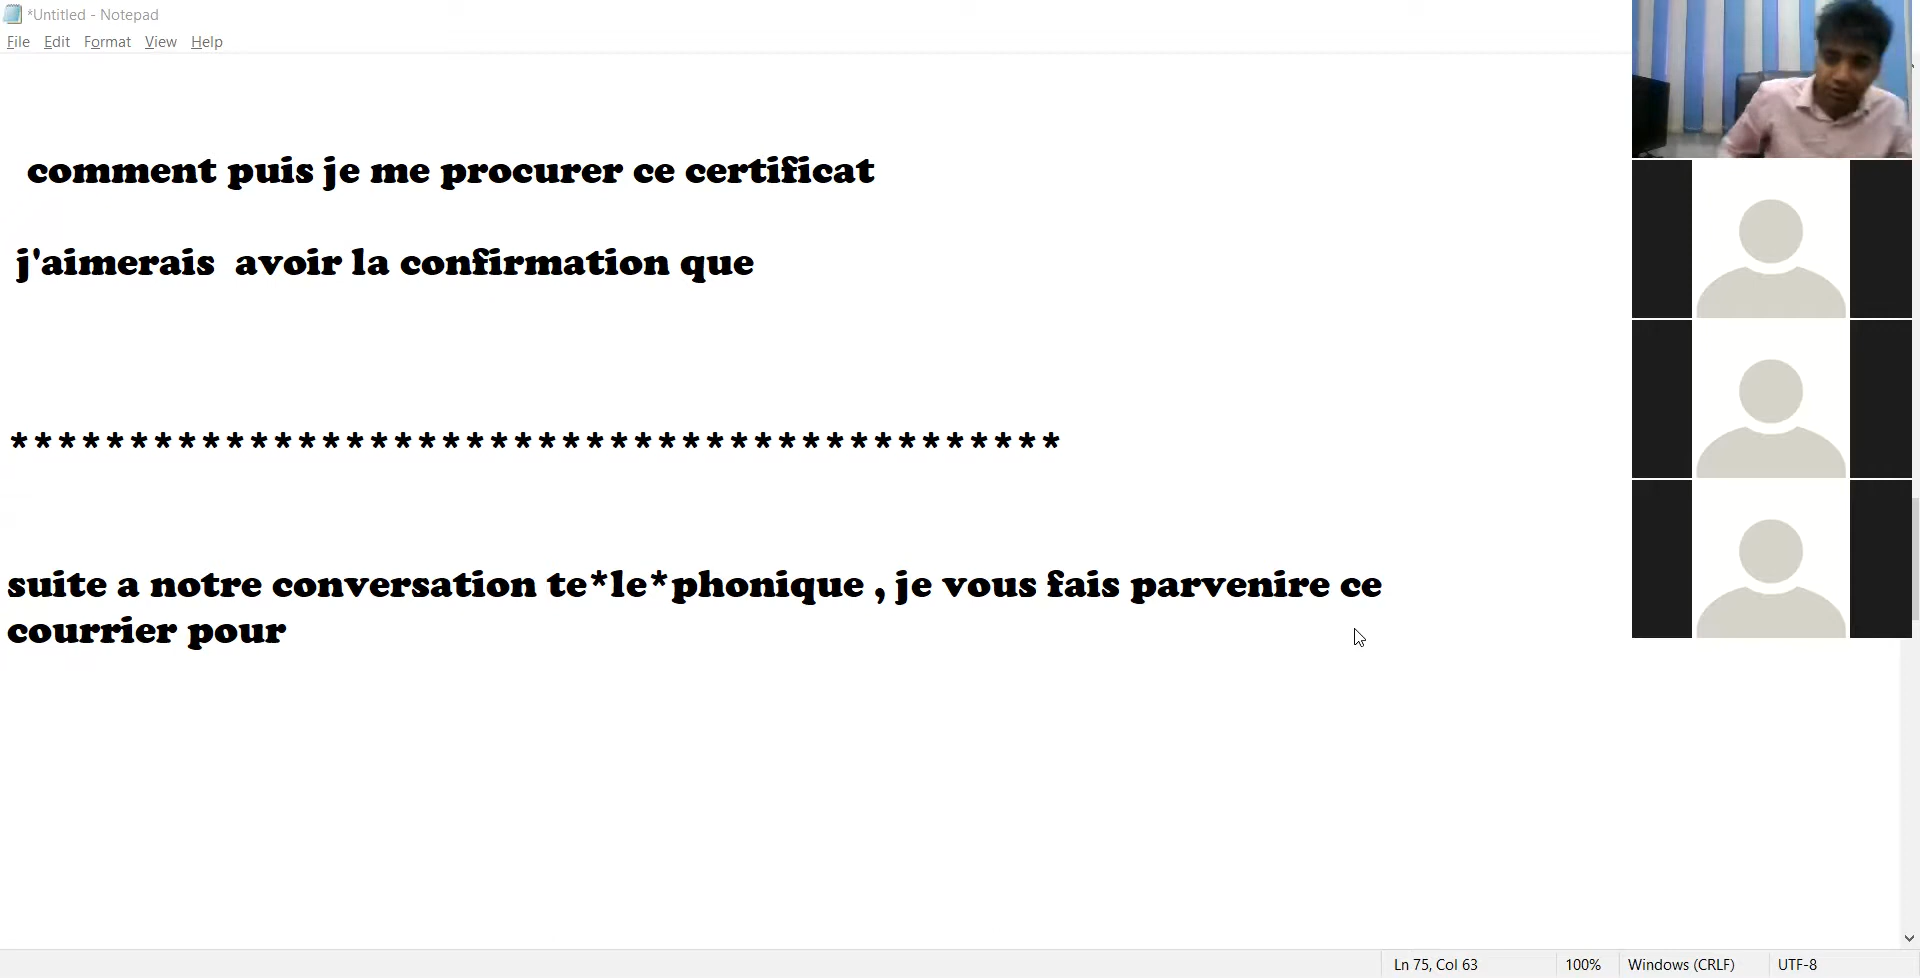 *Untitled - Notepad
File Edit Format View Help
comment puis je me procurer ce certificat
j'aimerais  avoir la confirmation que
********************************************
suite a notre conversation te*le*phonique , je vous fais parvenire ce
courrier pour
Ln 75, Col 63 100% Windows (CRLF) UTF-8